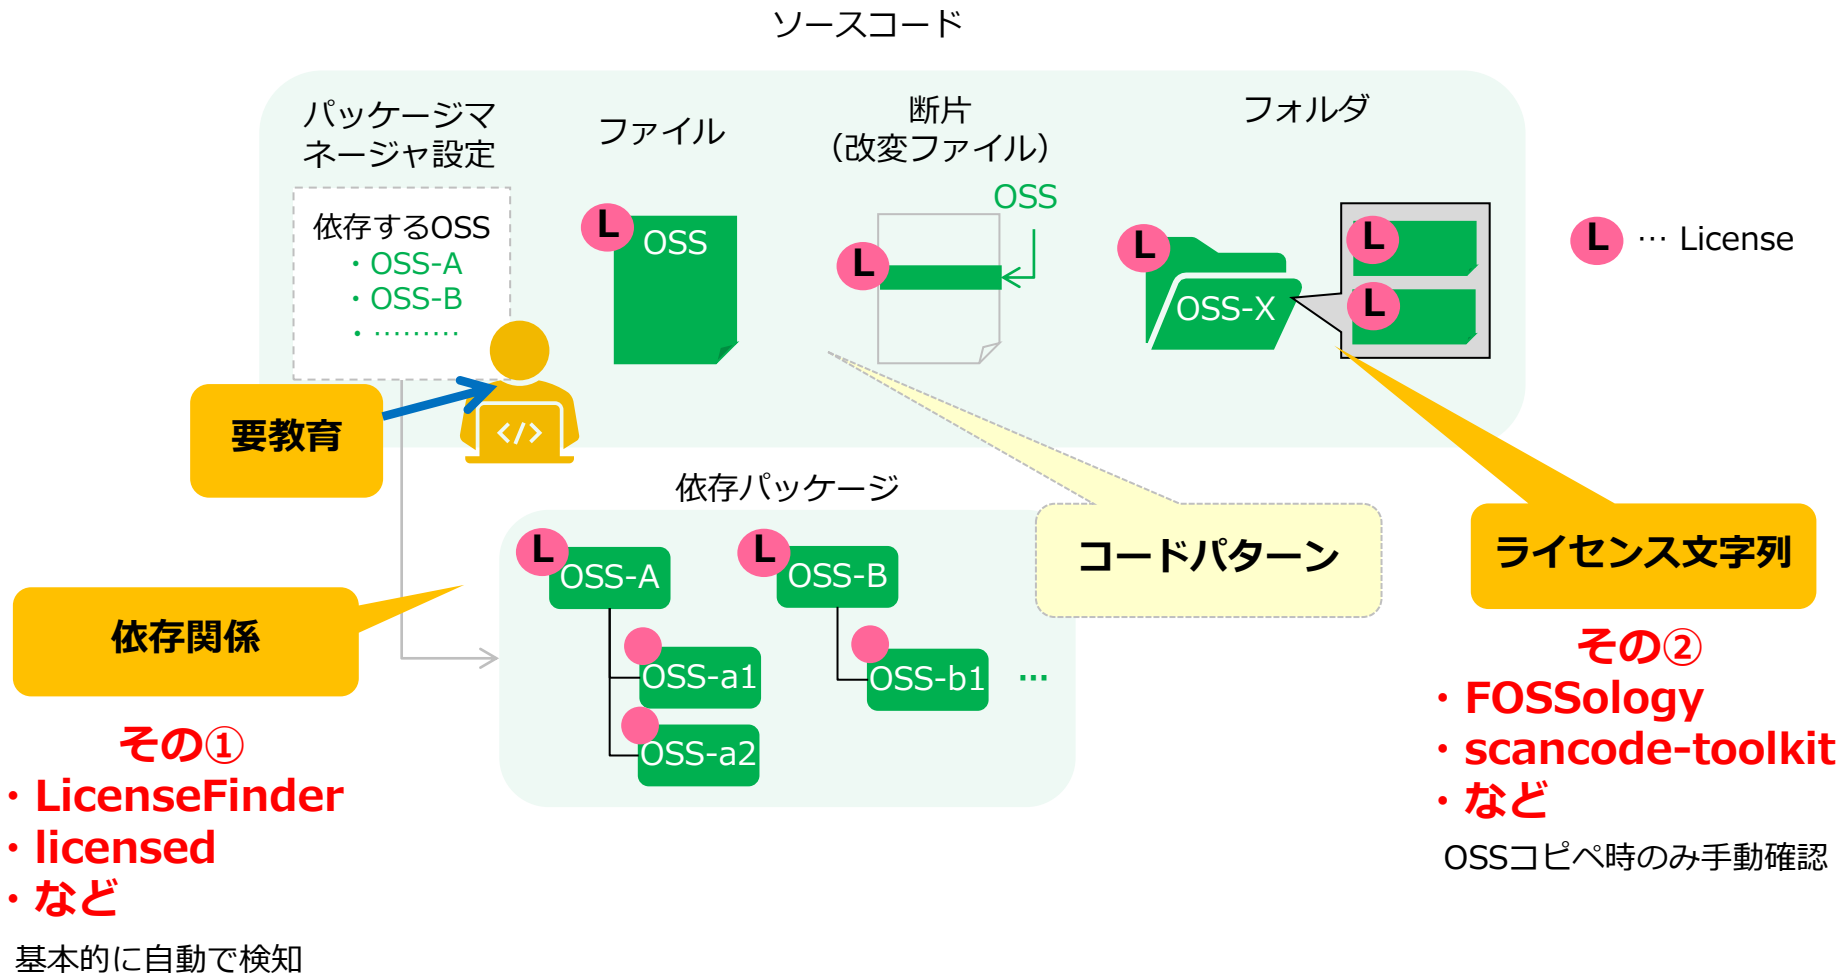 ソースコード
パッケージマ
ネージャ設定
依存するOSS
・OSS-A
・OSS-B
・………
ファイル
L
OSS
断片
（改変ファイル）
OSS
L
フォルダ
L
OSS-X
L
L
L … License
要教育
</>
依存パッケージ
L
OSS-A
OSS-a1
OSS-a2
L
OSS-B
OSS-b1
…
コードパターン
ライセンス文字列
その②
・FOSSology
・scancode-toolkit
・など
OSSコピペ時のみ手動確認
依存関係
その①
・LicenseFinder
・licensed
・など
基本的に自動で検知